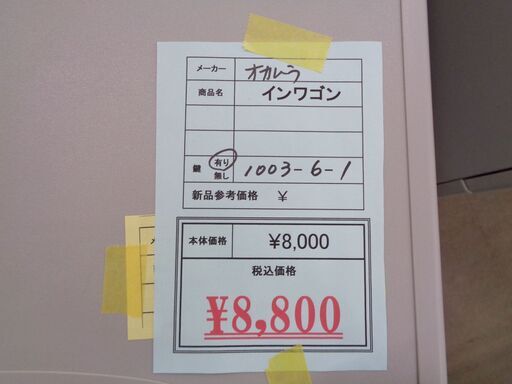 メーカー オカムラ
商品名 インワゴン
鍵 有り 無し 1003-6-1
新品参考価格 ¥
本体価格 ¥8,000
税込価格
¥8,800